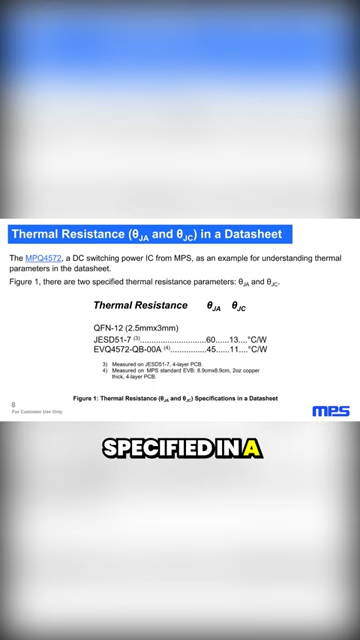 Thermal Resistance (θJA and θJC) in a Datasheet
The MPQ4572, a DC switching power IC from MPS, as an example for understanding thermal
parameters in the datasheet.
Figure 1, there are two specified thermal resistance parameters: θJA and θJC.
Thermal Resistance θJA θJC
QFN-12 (2.5mmx3mm)
JESD51-7 (3)............................60......13....°C/W
EVQ4572-QB-00A (4)...............45......11....°C/W
3) Measured on JESD51-7, 4-layer PCB.
4) Measured on MPS standard EVB: 8.9cmx8.9cm, 2oz copper
thick, 4-layer PCB.
Figure 1: Thermal Resistance (θJA and θJC) Specifications in a Datasheet
8
For Customer Use Only
mps
SPECIFIED IN A